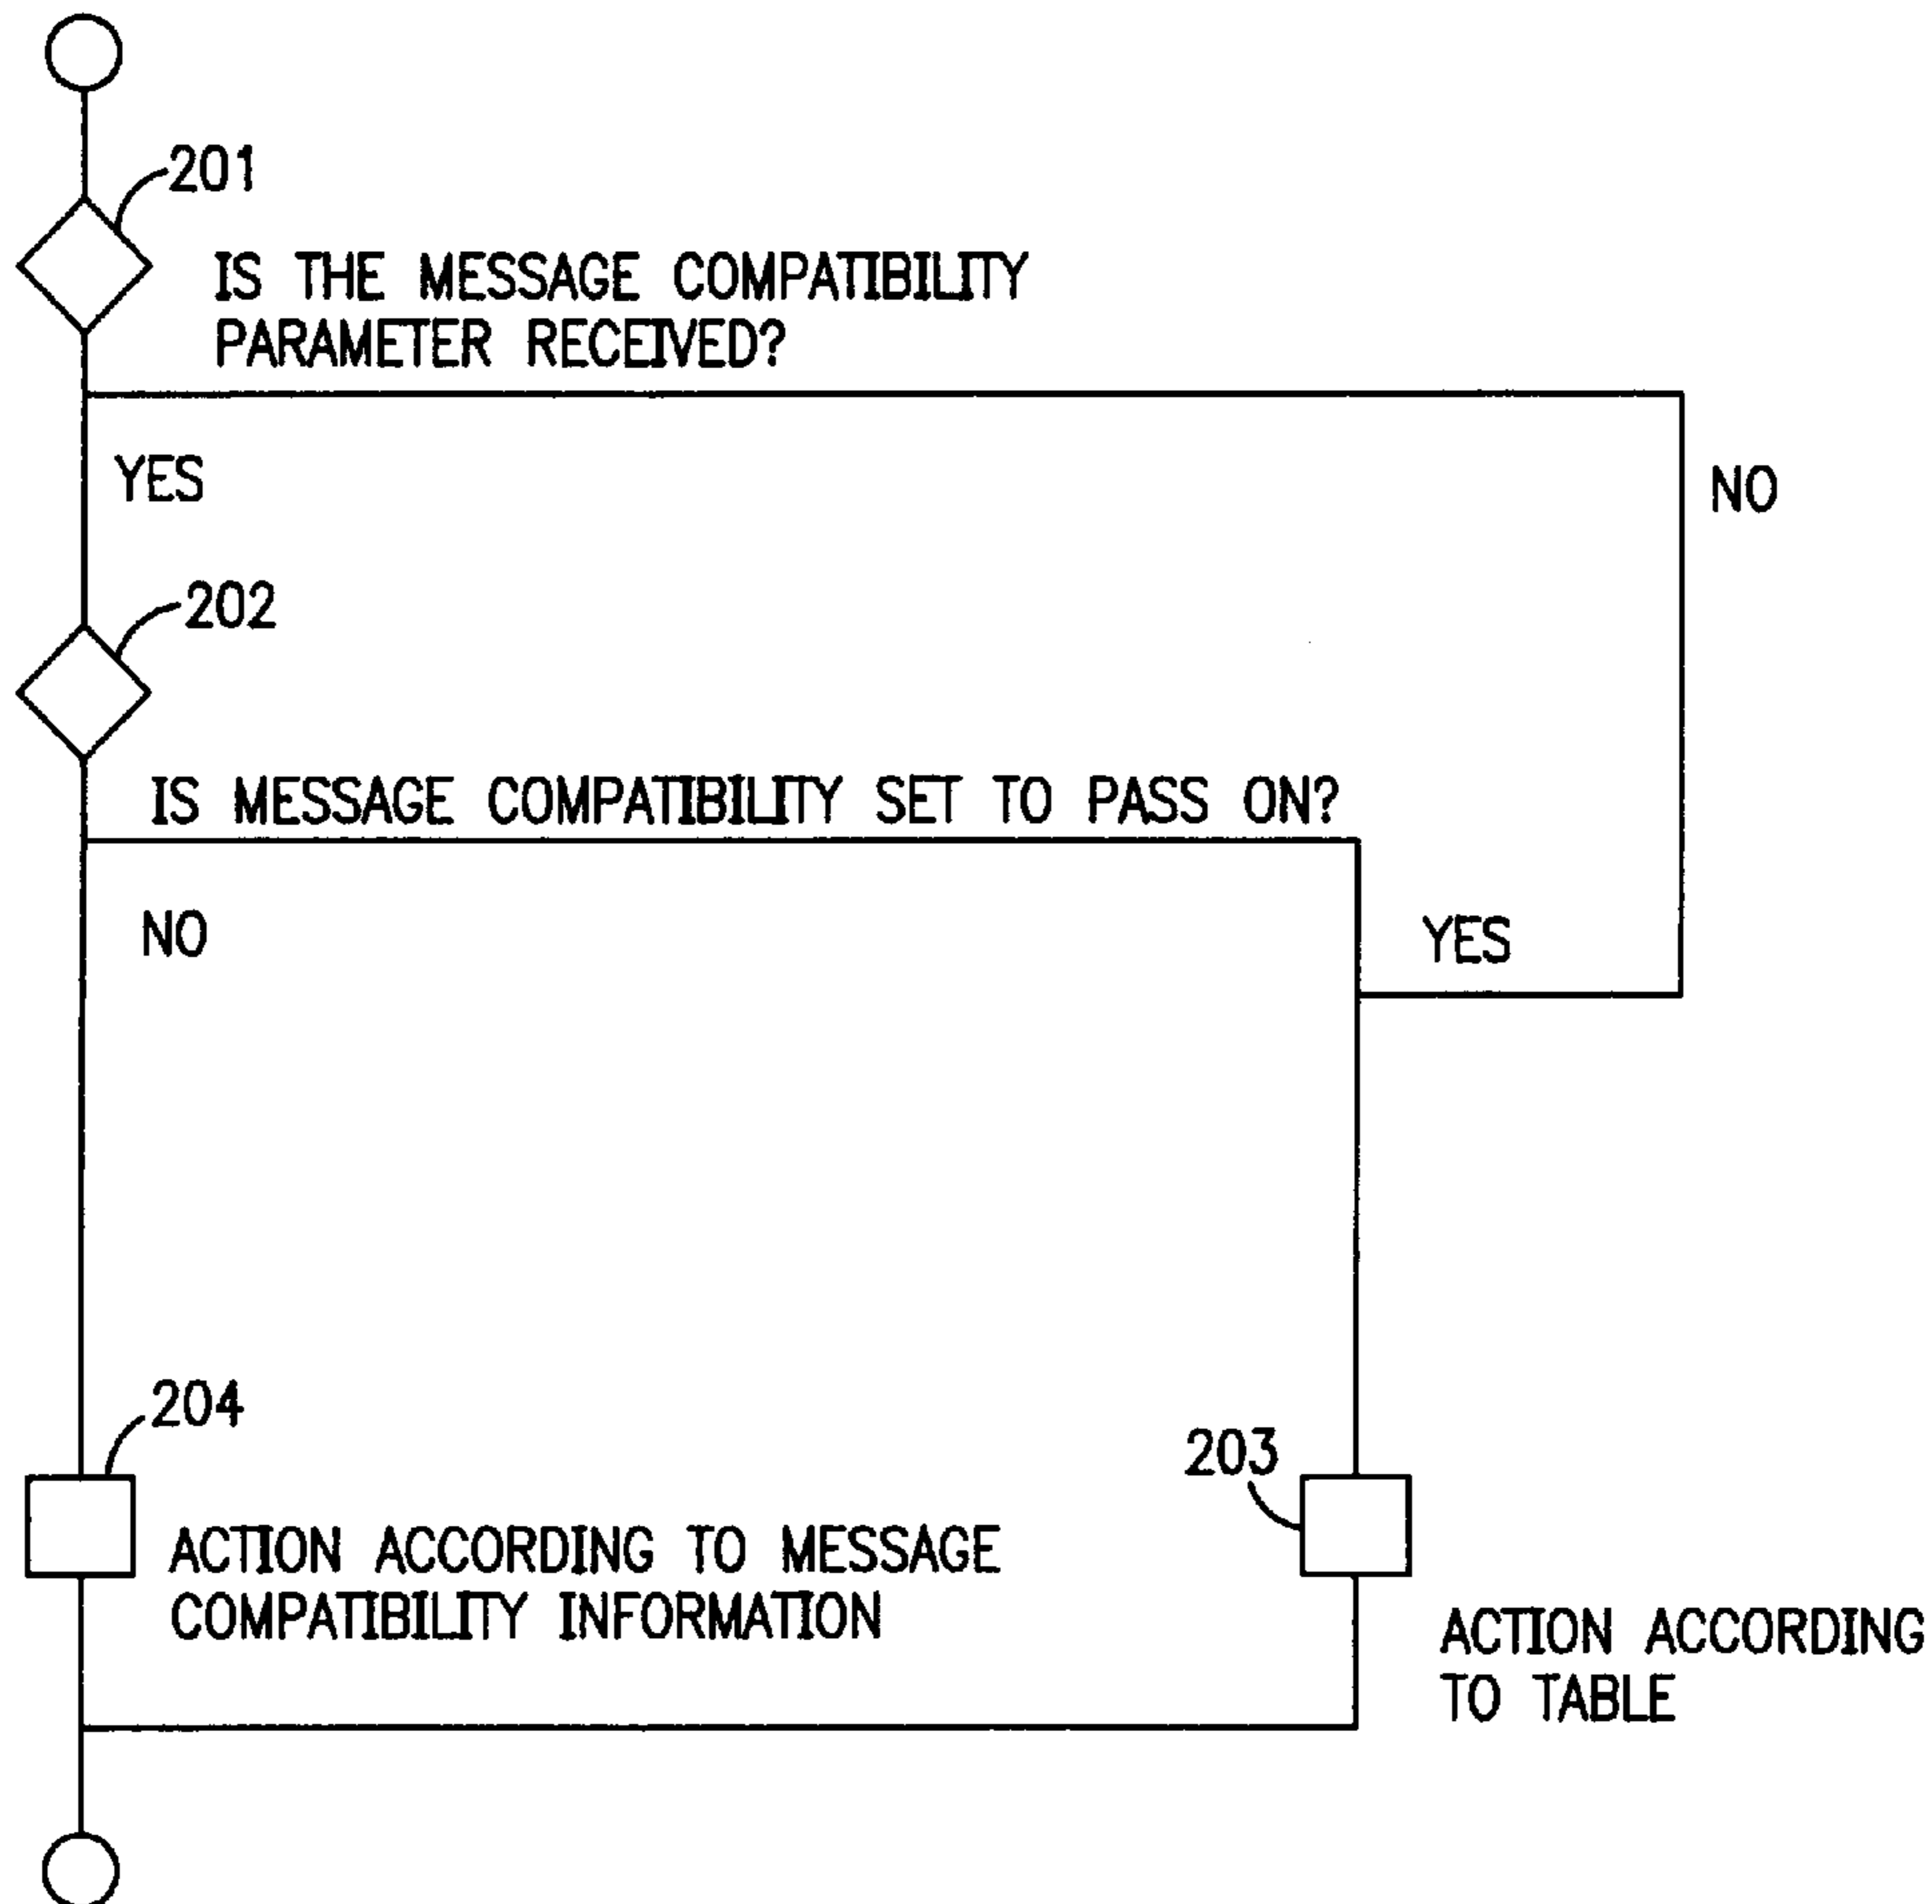 201
IS THE MESSAGE COMPATIBILITY
PARAMETER RECEIVED?
YES
NO
202
IS MESSAGE COMPATIBILITY SET TO PASS ON?
NO
YES
204
203
ACTION ACCORDING TO MESSAGE
COMPATIBILITY INFORMATION
ACTION ACCORDING
TO TABLE